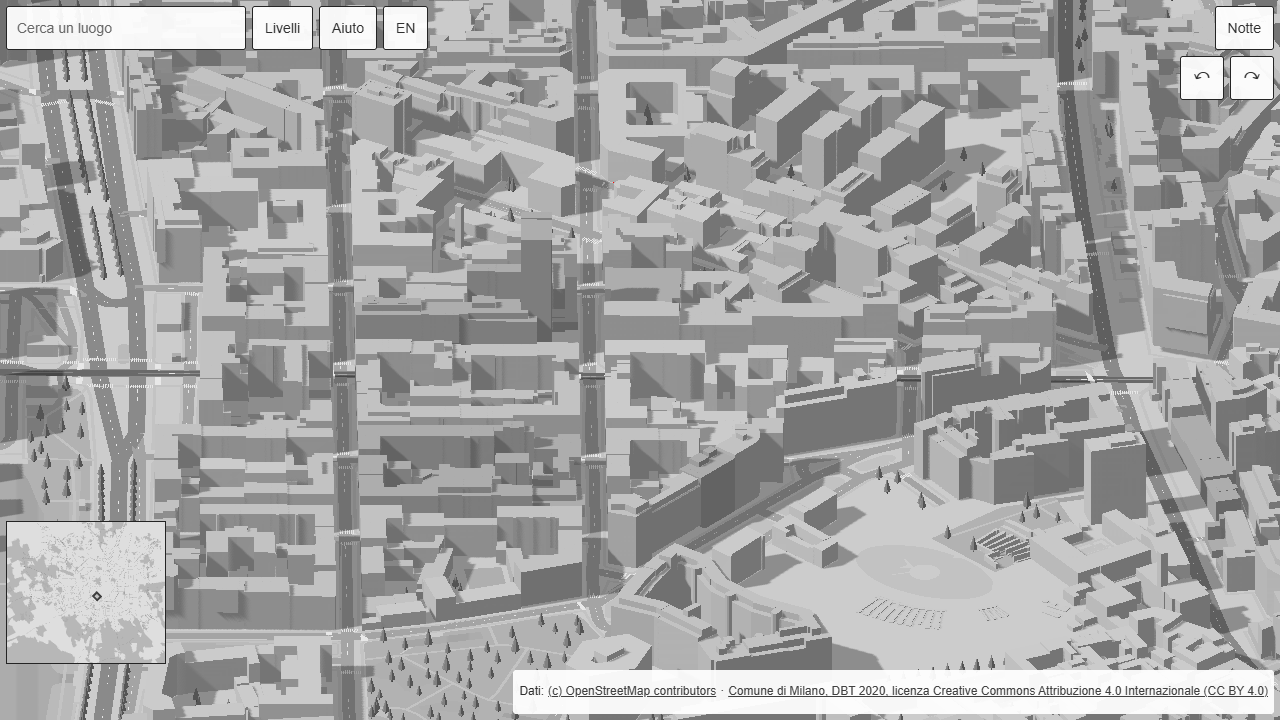 Cerca un luogo
Livelli
Aiuto
EN
Notte
Dati: (c) OpenStreetMap contributors · Comune di Milano, DBT 2020, licenza Creative Commons Attribuzione 4.0 Internazionale (CC BY 4.0)